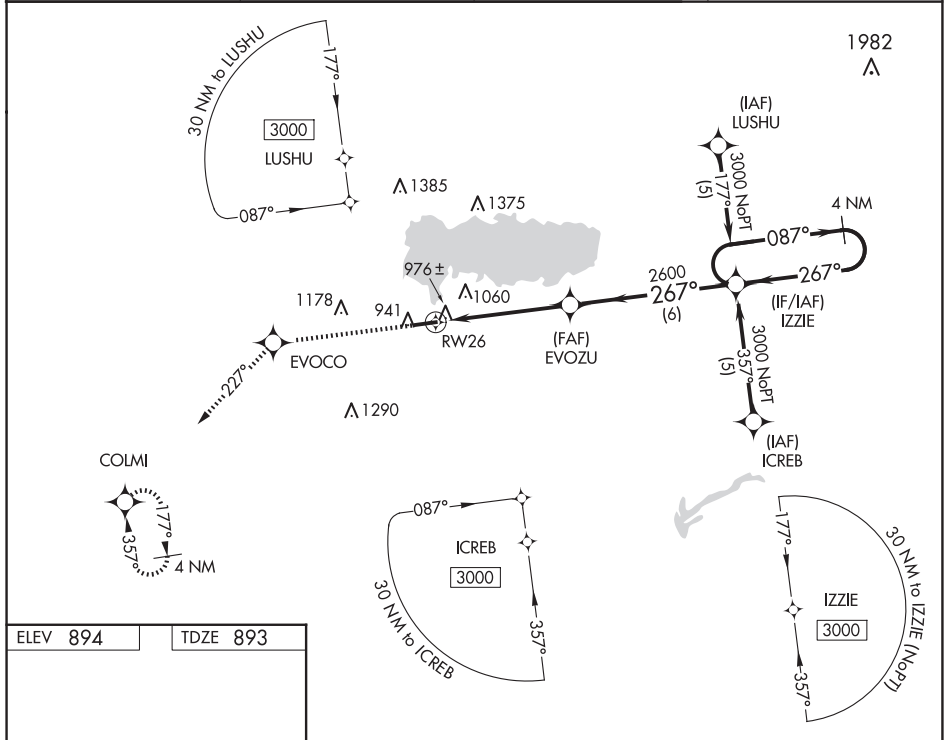 1982
30 NM to LUSHU
177°
3000
LUSHU
087°
(IAF)
LUSHU
3000 NoPT
177°
(5)
4 NM
087°
267°
1385
1375
976±
1060
2600
267°
(6)
(IF/IAF)
IZZIE
1178
941
RW26
(FAF)
EVOZU
EVOCO
227°
3000 NoPT
357°
(5)
1290
(IAF)
ICREB
COLMI
177°
357°
4 NM
087°
ICREB
3000
357°
30 NM to ICREB
177°
IZZIE
3000
357°
30 NM to IZZIE (NoPT)
ELEV 894
TDZE 893